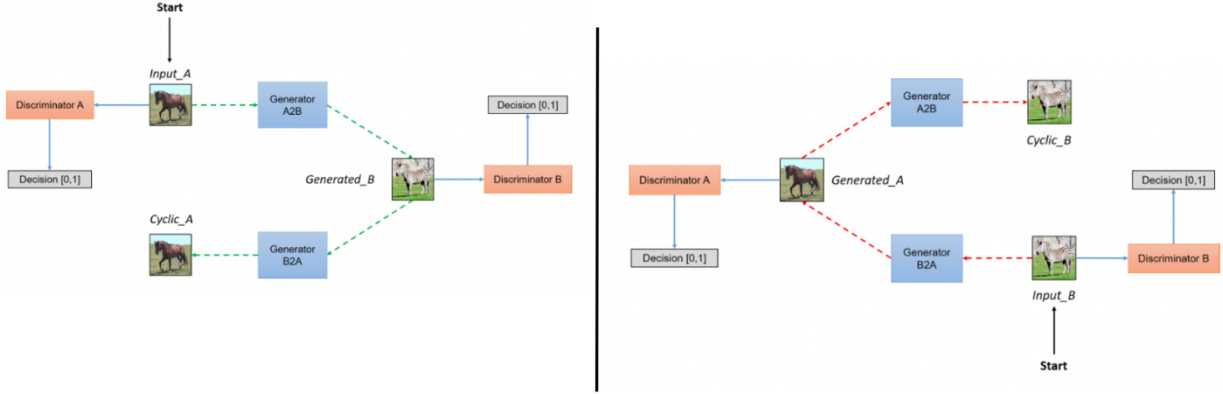 Start
Input_A
Discriminator A
Generator
A2B
Decision [0,1]
Decision [0,1]
Generated_B
Discriminator B
Cyclic_A
Generator
B2A
Generator
A2B
Cyclic_B
Discriminator A
Generated_A
Decision [0,1]
Decision [0,1]
Generator
B2A
Discriminator B
Input_B
Start